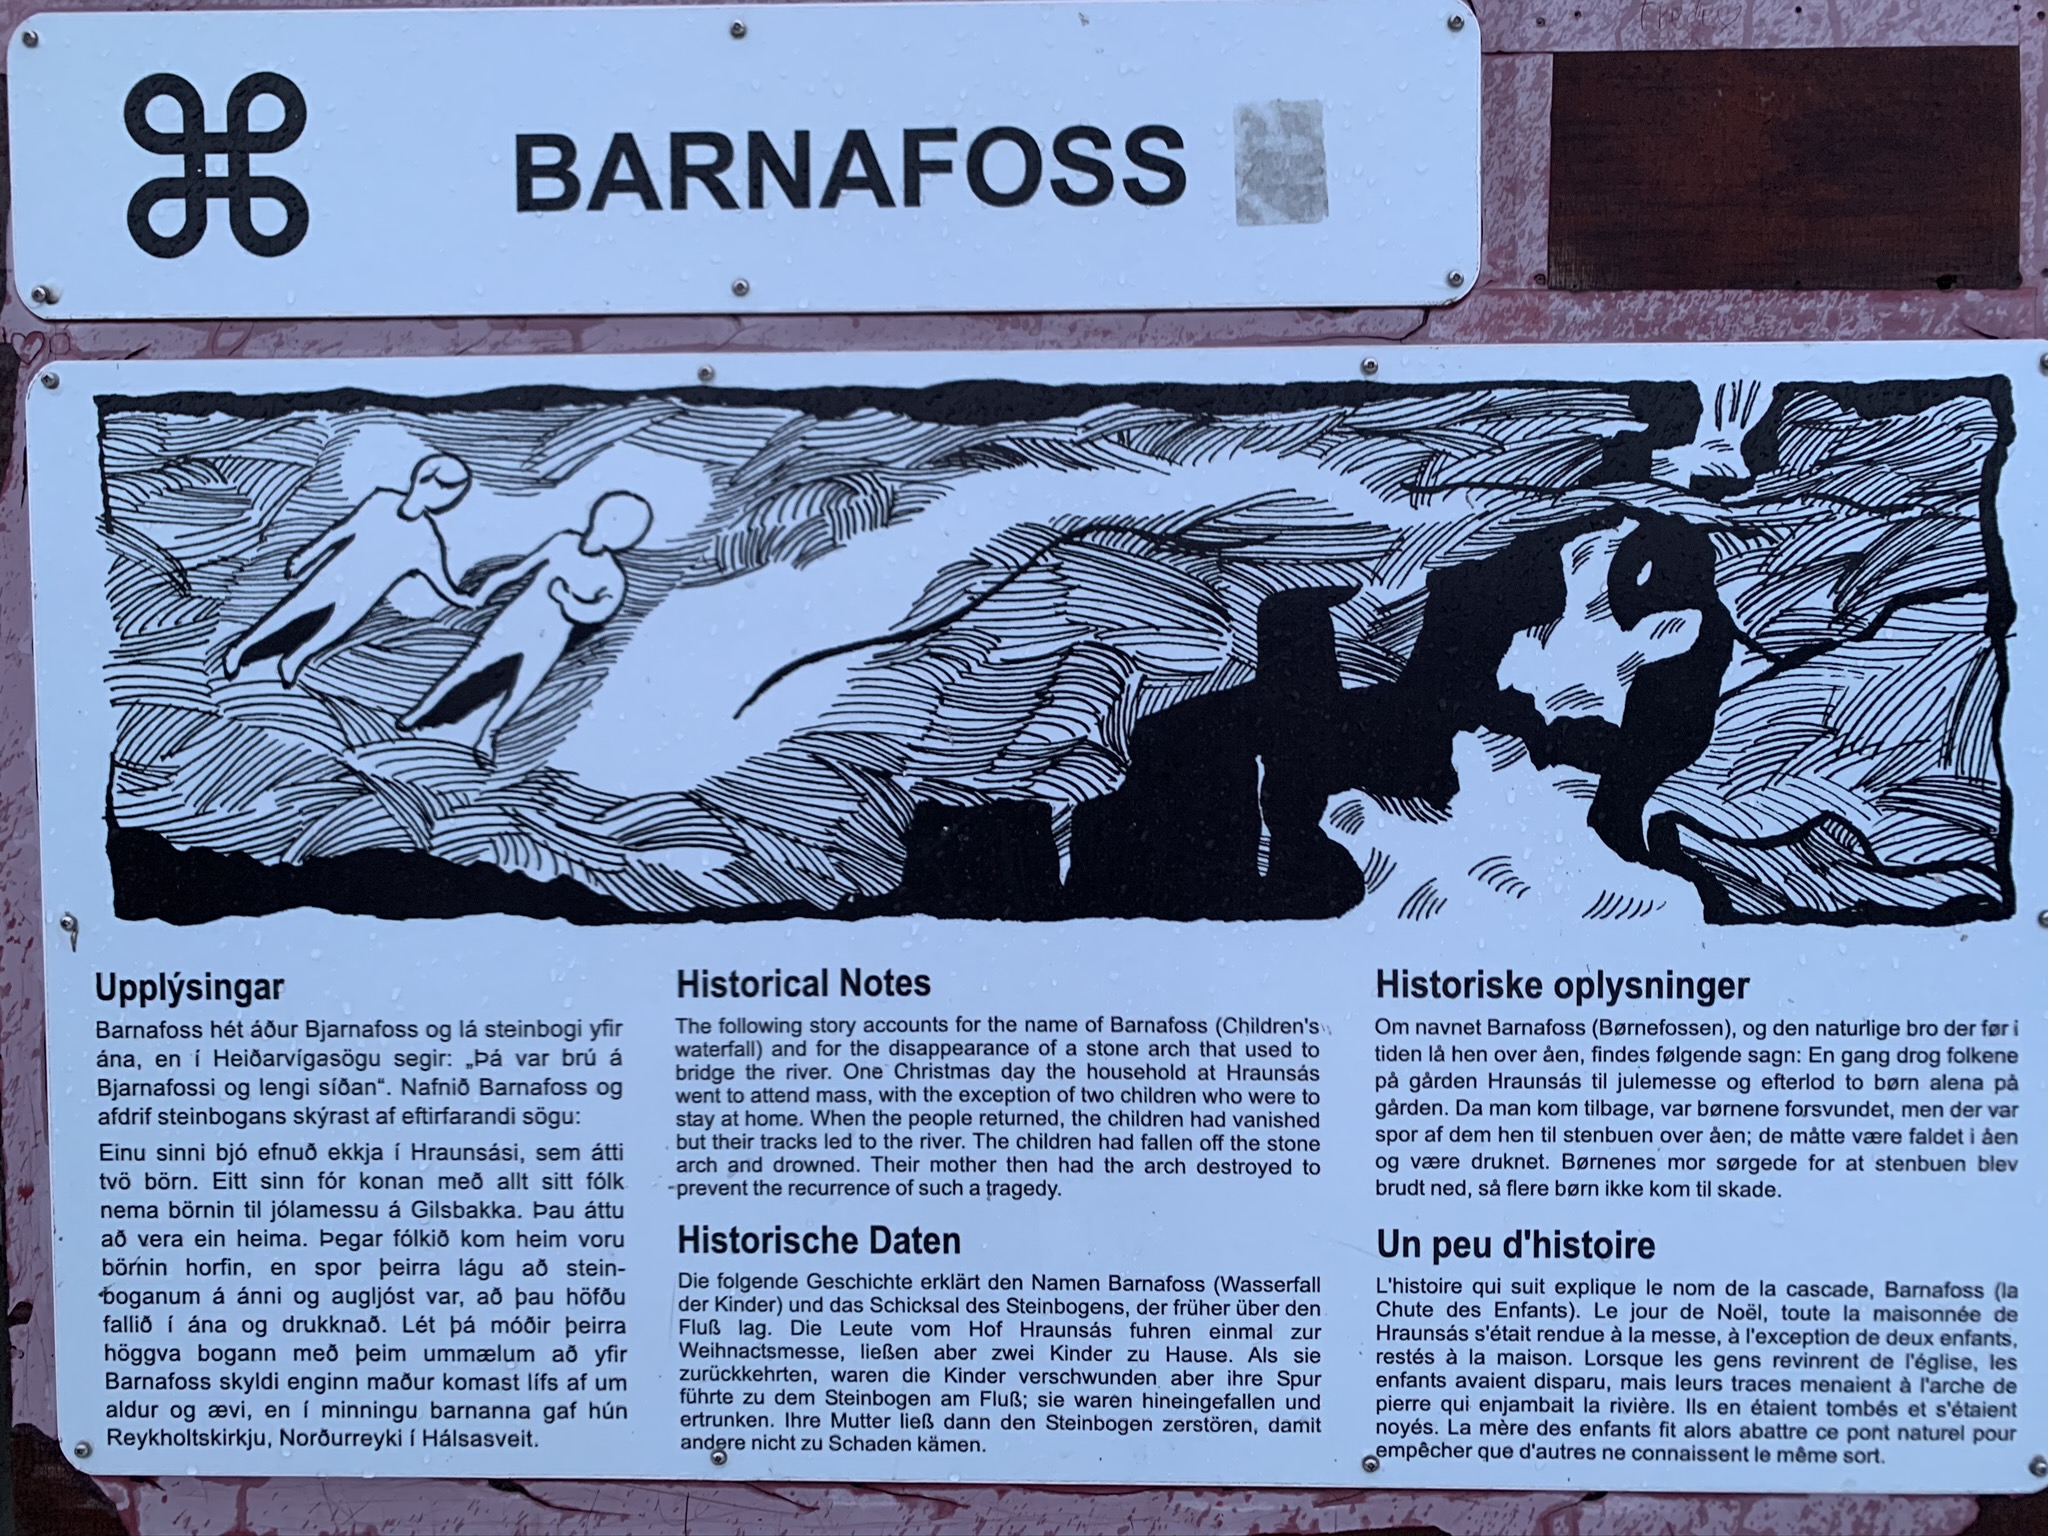 BARNAFOSS
Upplýsingar
Barnafoss hét áður Bjarnafoss og lá steinbogi yfir
ána, en í Heiðarvígasögu segir: „Þá var brú á
Bjarnafossi og lengi síðan“. Nafnið Barnafoss og
afdrif steinbogans skýrast af eftirfarandi sögu:
Einu sinni bjó efnuð ekkja í Hraunsási, sem átti
tvö börn. Eitt sinn fór konan með allt sitt fólk
nema börnin til jólamessu á Gilsbakka. Þau áttu
að vera ein heima. Þegar fólkið kom heim voru
börnin horfin, en spor þeirra lágu að stein-
boganum á ánni og augljóst var, að þau höfðu
fallið í ána og drukknað. Lét þá móðir þeirra
höggva bogann með þeim ummælum að yfir
Barnafoss skyldi enginn maður komast lífs af um
aldur og ævi, en í minningu barnanna gaf hún
Reykholtskirkju, Norðurreyki í Hálsasveit.
Historical Notes
The following story accounts for the name of Barnafoss (Children's
waterfall) and for the disappearance of a stone arch that used to
bridge the river. One Christmas day the household at Hraunsás
went to attend mass, with the exception of two children who were to
stay at home. When the people returned, the children had vanished
but their tracks led to the river. The children had fallen off the stone
arch and drowned. Their mother then had the arch destroyed to
prevent the recurrence of such a tragedy.
Historische Daten
Die folgende Geschichte erklärt den Namen Barnafoss (Wasserfall
der Kinder) und das Schicksal des Steinbogens, der früher über den
Fluß lag. Die Leute vom Hof Hraunsás fuhren einmal zur
Weihnactsmesse, ließen aber zwei Kinder zu Hause. Als sie
zurückkehrten, waren die Kinder verschwunden aber ihre Spur
führte zu dem Steinbogen am Fluß; sie waren hineingefallen und
ertrunken. Ihre Mutter ließ dann den Steinbogen zerstören, damit
andere nicht zu Schaden kämen.
Historiske oplysninger
Om navnet Barnafoss (Børnefossen), og den naturlige bro der før i
tiden lå hen over åen, findes følgende sagn: En gang drog folkene
på gården Hraunsás til julemesse og efterlod to børn alena på
gården. Da man kom tilbage, var børnene forsvundet, men der var
spor af dem hen til stenbuen over åen; de måtte være faldet i åen
og være druknet. Børnenes mor sørgede for at stenbuen blev
brudt ned, så flere børn ikke kom til skade.
Un peu d'histoire
L'histoire qui suit explique le nom de la cascade, Barnafoss (la
Chute des Enfants). Le jour de Noël, toute la maisonnée de
Hraunsás s'était rendue à la messe, à l'exception de deux enfants,
restés à la maison. Lorsque les gens revinrent de l'église, les
enfants avaient disparu, mais leurs traces menaient à l'arche de
pierre qui enjambait la rivière. Ils en étaient tombés et s'étaient
noyés. La mère des enfants fit alors abattre ce pont naturel pour
empêcher que d'autres ne connaissent le même sort.